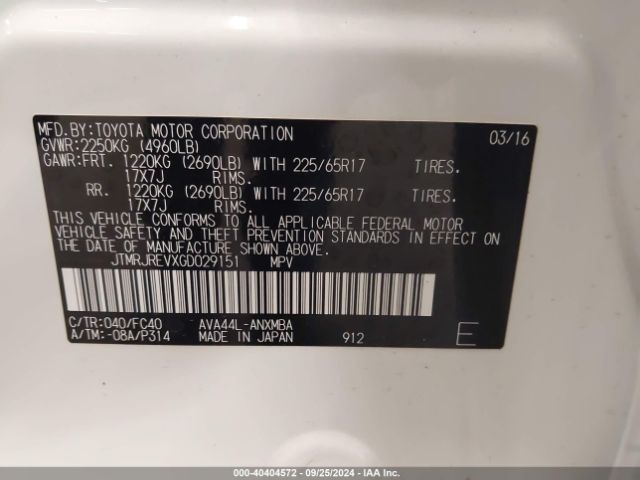 MFD.BY:TOYOTA MOTOR CORPORATION 03/16
GVWR:2250KG (4960LB)
GAWR:FRT. 1220KG (2690LB) WITH 225/65R17 TIRES.
17X7J RIMS.
RR. 1220KG (2690LB) WITH 225/65R17 TIRES.
17X7J RIMS.
THIS VEHICLE CONFORMS TO ALL APPLICABLE FEDERAL MOTOR
VEHICLE SAFETY AND THEFT PREVENTION STANDARDS IN EFFECT ON
THE DATE OF MANUFACTURE SHOWN ABOVE.
JTMRJREVXGD029151 MPV
C/TR:040/FC40 AVA44L-ANXMBA
A/TM:-08A/P314 MADE IN JAPAN 912 E
000-40404572 - 09/25/2024 - IAAI.COM